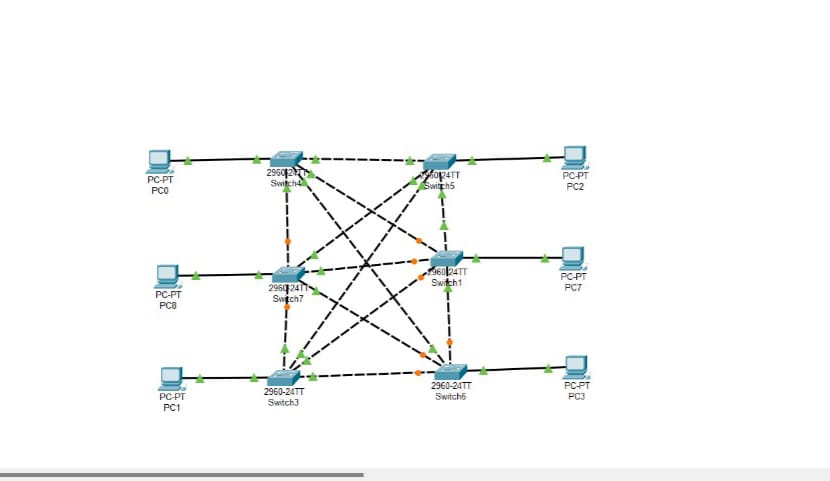 2960-24TT
Switch4
2960-24TT
Switch5
PC-PT
PC0
PC-PT
PC2
2960-24TT
Switch7
2960-24TT
Switch1
PC-PT
PC8
PC-PT
PC7
2960-24TT
Switch3
2960-24TT
Switch6
PC-PT
PC1
PC-PT
PC3